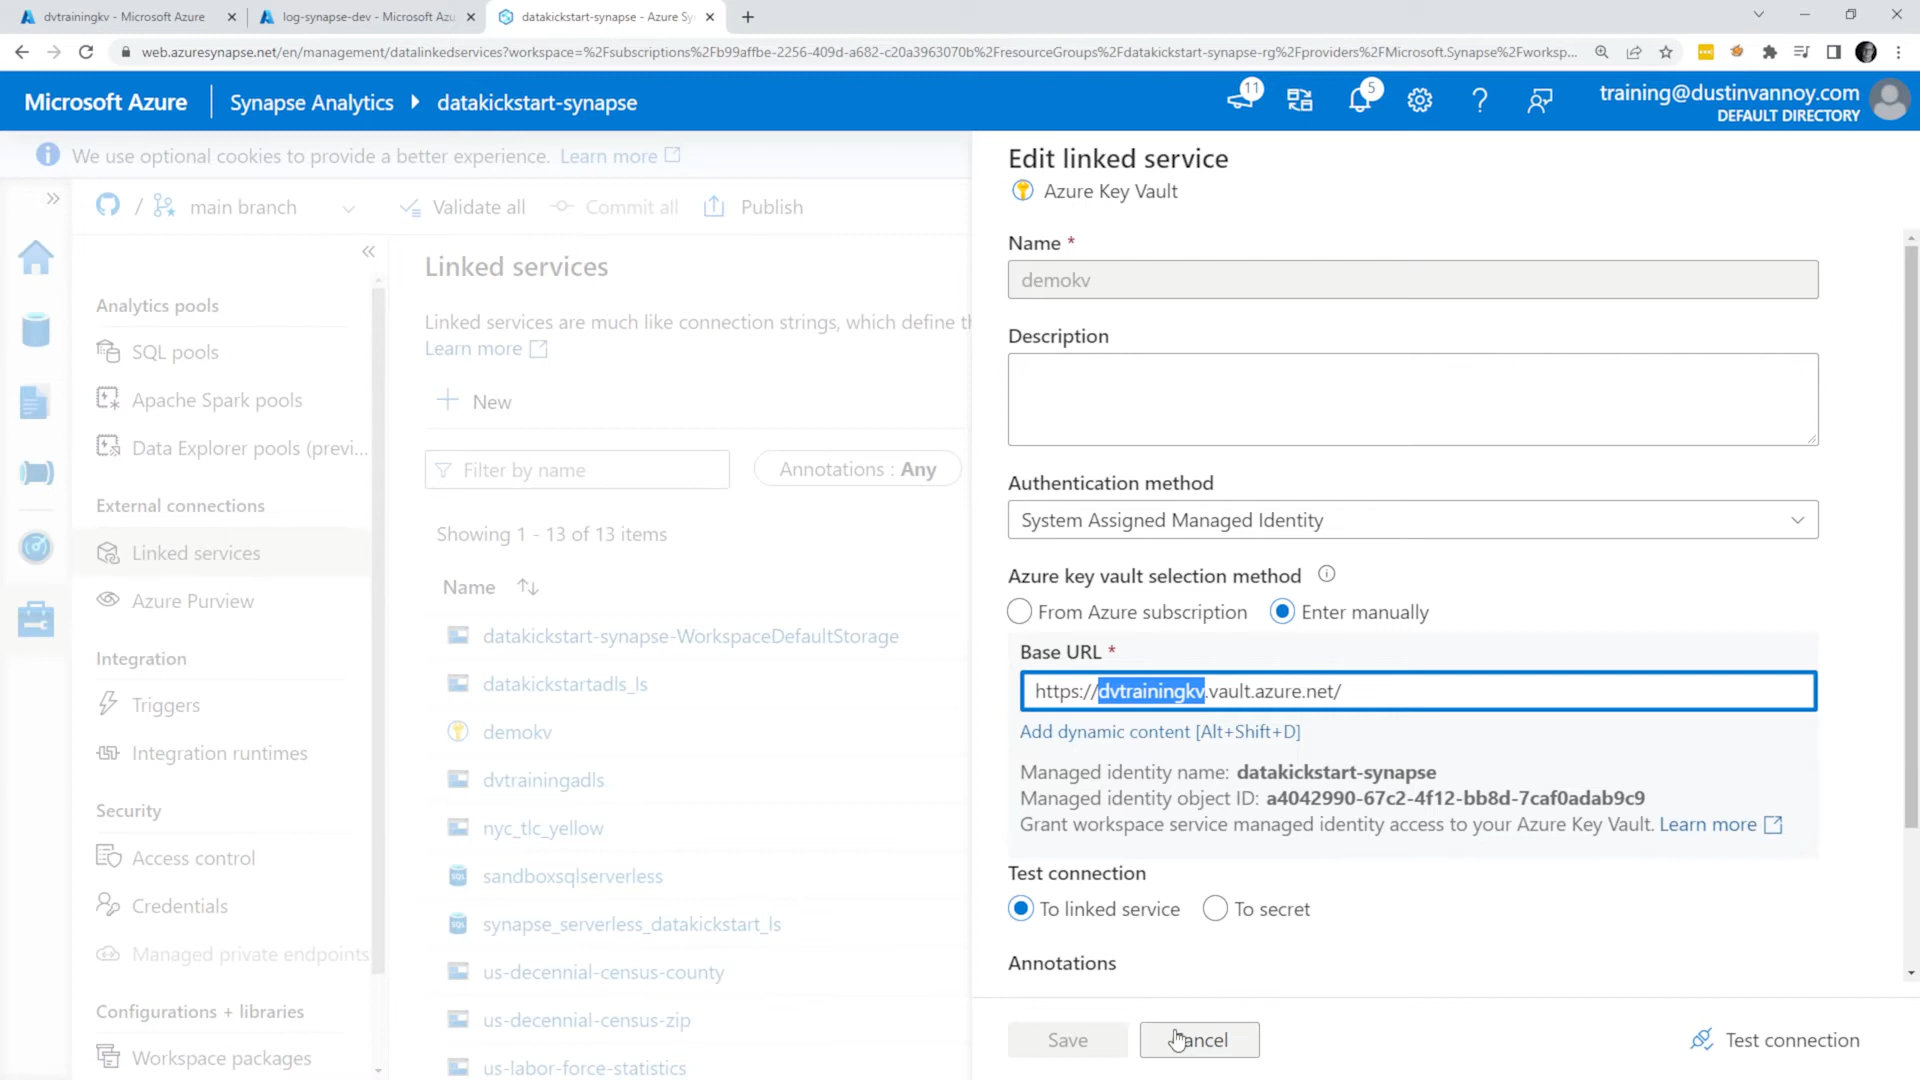 dvtrainingkv - Microsoft Azure
log-synapse-dev - Microsoft Azu
datakickstart-synapse - Azure Sy
web.azuresynapse.net/en/management/datalinkedservices?workspace=%2Fsubscriptions%2Fb99affbe-2256-409d-a682-c20a3963070b%2FresourceGroups%2Fdatakickstart-synapse-rg%2Fproviders%2FMicrosoft.Synapse%2Fworksp...
Microsoft Azure
Synapse Analytics
datakickstart-synapse
11
5
training@dustinvannoy.com
DEFAULT DIRECTORY
We use optional cookies to provide a better experience. Learn more
/ main branch
Validate all
Commit all
Publish
Analytics pools
SQL pools
Apache Spark pools
Data Explorer pools (previ...
External connections
Linked services
Azure Purview
Integration
Triggers
Integration runtimes
Security
Access control
Credentials
Managed private endpoints
Configurations + libraries
Workspace packages
Linked services
Linked services are much like connection strings, which define th
Learn more
New
Filter by name
Annotations : Any
Showing 1 - 13 of 13 items
Name
datakickstart-synapse-WorkspaceDefaultStorage
datakickstartadls_ls
demokv
dvtrainingadls
nyc_tlc_yellow
sandboxsqlserverless
synapse_serverless_datakickstart_ls
us-decennial-census-county
us-decennial-census-zip
us-labor-force-statistics
Edit linked service
Azure Key Vault
Name *
demokv
Description
Authentication method
System Assigned Managed Identity
Azure key vault selection method
From Azure subscription
Enter manually
Base URL *
https://dvtrainingkv.vault.azure.net/
Add dynamic content [Alt+Shift+D]
Managed identity name: datakickstart-synapse
Managed identity object ID: a4042990-67c2-4f12-bb8d-7caf0adab9c9
Grant workspace service managed identity access to your Azure Key Vault. Learn more
Test connection
To linked service
To secret
Annotations
Save
Cancel
Test connection